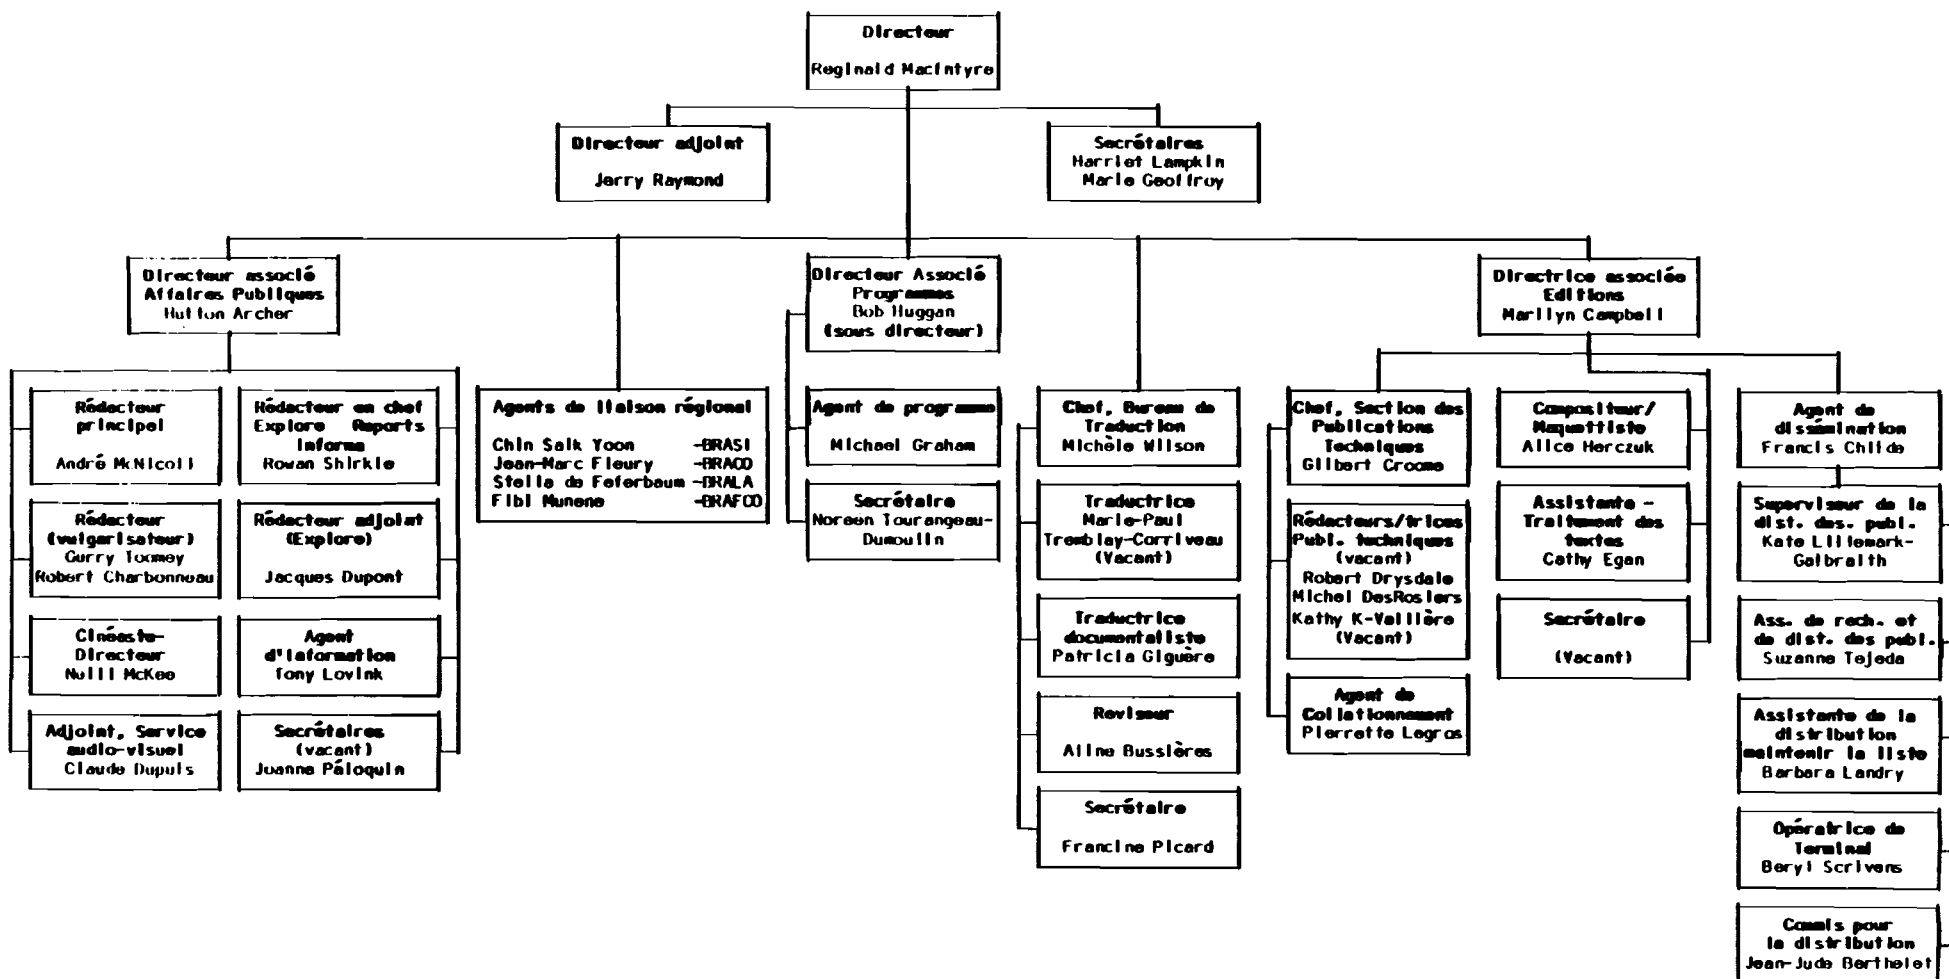 Directeur
Reginald MacIntyre
Directeur adjoint
Jerry Raymond
Secrétaires
Harriet Lampkin
Marie Geoffroy
Directeur associé
Affaires Publiques
Hutton Archer
Directeur Associé
Programmes
Bob Huggan
(sous directeur)
Directrice associée
Editions
Marilyn Campbell
Rédacteur
principel
André McNicoll
Rédacteur en chef
Explore Reports
Informe
Rowan Shirkie
Rédacteur
(vulgarisateur)
Gerry Toomey
Robert Charbonneau
Rédacteur adjoint
(Explore)
Jacques Dupont
Cinéaste-
Directeur
Neill McKee
Agent
d'information
Tony Lovink
Adjoint, Service
audio-visuel
Claude Dupuis
Secrétaires
(vacant)
Joanne Páloquin
Agents de liaison régional
Chin Saik Yoon -BRASI
Jean-Marc Fleury -BRACO
Stella de Feferbaum -BRALA
Fibi Munene -BRAFCO
Agent de programme
Michael Graham
Secrétaire
Noreen Tourangeau-
Dumoulin
Chef, Bureau de
Traduction
Michèle Wilson
Traductrice
Marie-Paul
Tremblay-Corriveau
(Vacant)
Traductrice
documentaliste
Patricia Giguère
Reviseur
Aline Bussières
Secrétaire
Francine Picard
Chef, Section des
Publications
Techniques
Gilbert Croome
Rédacteurs/trices
Publ. techniques
(vacant)
Robert Drysdale
Michel DesRosiers
Kathy K-Vallière
(Vacant)
Agent de
Collationnement
Pierrette Legros
Compositeur/
Maquettiste
Alice Herczuk
Assistante -
Traitement des
textes
Cathy Egan
Secrétaire
(Vacant)
Agent de
dissémination
Francis Childe
Superviseur de la
dist. des. publ.
Kate Lillemark-
Galbraith
Ass. de rech. et
de dist. des publ.
Suzanne Tejeda
Assistante de la
distribution
maintenir la liste
Barbara Landry
Opératrice de
Terminal
Beryl Scrivens
Commis pour
la distribution
Jean-Jude Berthelet